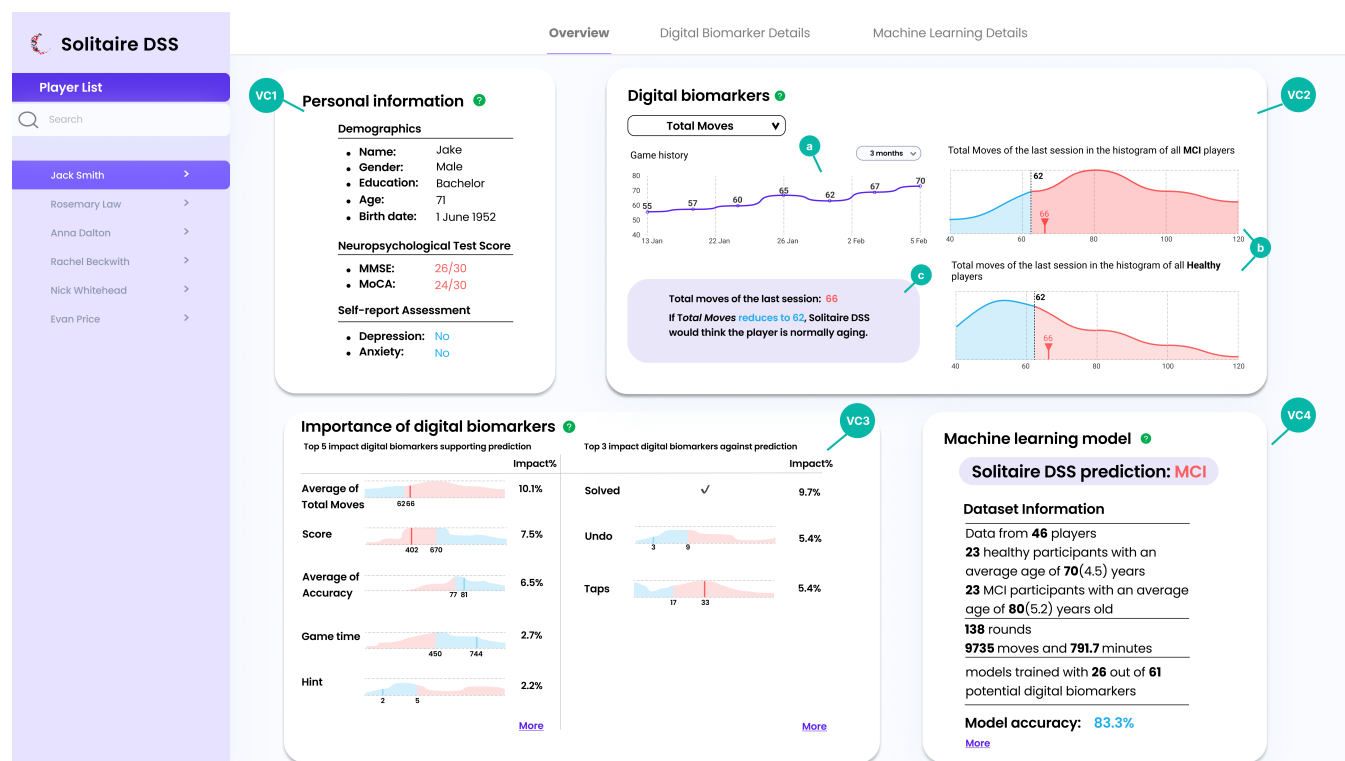 Solitaire DSS
Overview
Digital Biomarker Details
Machine Learning Details
Player List
Search
Jack Smith
Rosemary Law
Anna Dalton
Rachel Beckwith
Nick Whitehead
Evan Price
VC1
Personal information ?
Demographics
• Name: Jake
• Gender: Male
• Education: Bachelor
• Age: 71
• Birth date: 1 June 1952
Neuropsychological Test Score
• MMSE: 26/30
• MoCA: 24/30
Self-report Assessment
• Depression: No
• Anxiety: No
VC2
Digital biomarkers ?
Total Moves
a
Game history
3 months
80
70
60
50
40
55
57
60
65
62
67
70
13 Jan
22 Jan
26 Jan
2 Feb
5 Feb
c
Total moves of the last session: 66
If Total Moves reduces to 62, Solitaire DSS
would think the player is normally aging.
Total Moves of the last session in the histogram of all MCI players
62
66
40
60
80
100
120
b
Total moves of the last session in the histogram of all Healthy
players
62
66
40
60
80
100
120
VC3
Importance of digital biomarkers ?
Top 5 impact digital biomarkers supporting prediction
Impact%
Average of
Total Moves
62 66
10.1%
Score
402 670
7.5%
Average of
Accuracy
77 81
6.5%
Game time
450 744
2.7%
Hint
2 5
2.2%
More
Top 3 impact digital biomarkers against prediction
Impact%
Solved ✓ 9.7%
Undo
3 9
5.4%
Taps
17 33
5.4%
More
VC4
Machine learning model ?
Solitaire DSS prediction: MCI
Dataset Information
Data from 46 players
23 healthy participants with an
average age of 70(4.5) years
23 MCI participants with an average
age of 80(5.2) years old
138 rounds
9735 moves and 791.7 minutes
models trained with 26 out of 61
potential digital biomarkers
Model accuracy: 83.3%
More